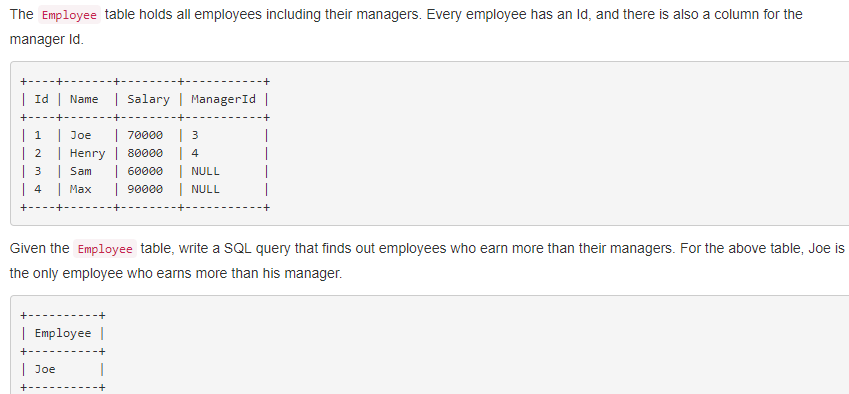 The Employee table holds all employees including their managers. Every employee has an Id, and there is also a column for the
manager Id.
+----+-------+--------+-----------+
| Id | Name  | Salary | ManagerId |
+----+-------+--------+-----------+
| 1  | Joe   | 70000  | 3         |
| 2  | Henry | 80000  | 4         |
| 3  | Sam   | 60000  | NULL      |
| 4  | Max   | 90000  | NULL      |
+----+-------+--------+-----------+
Given the Employee table, write a SQL query that finds out employees who earn more than their managers. For the above table, Joe is
the only employee who earns more than his manager.
+----------+
| Employee |
+----------+
| Joe      |
+----------+